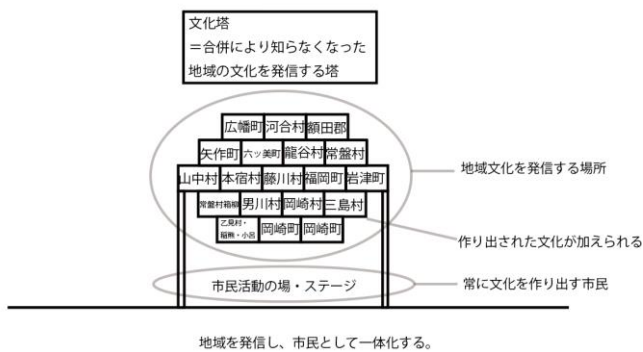 文化塔
＝合併により知らなくなった
地域の文化を発信する塔
広幡町 河合村 額田郡
矢作町 六ッ美町 龍谷村 常盤村
山中村 本宿村 藤川村 福岡町 岩津町
常盤村箱柳 男川村 岡崎村 三島村
乙見村・
稲熊・小呂 岡崎町 岡崎町
地域文化を発信する場所
作り出された文化が加えられる
市民活動の場・ステージ
常に文化を作り出す市民
地域を発信し、市民として一体化する。